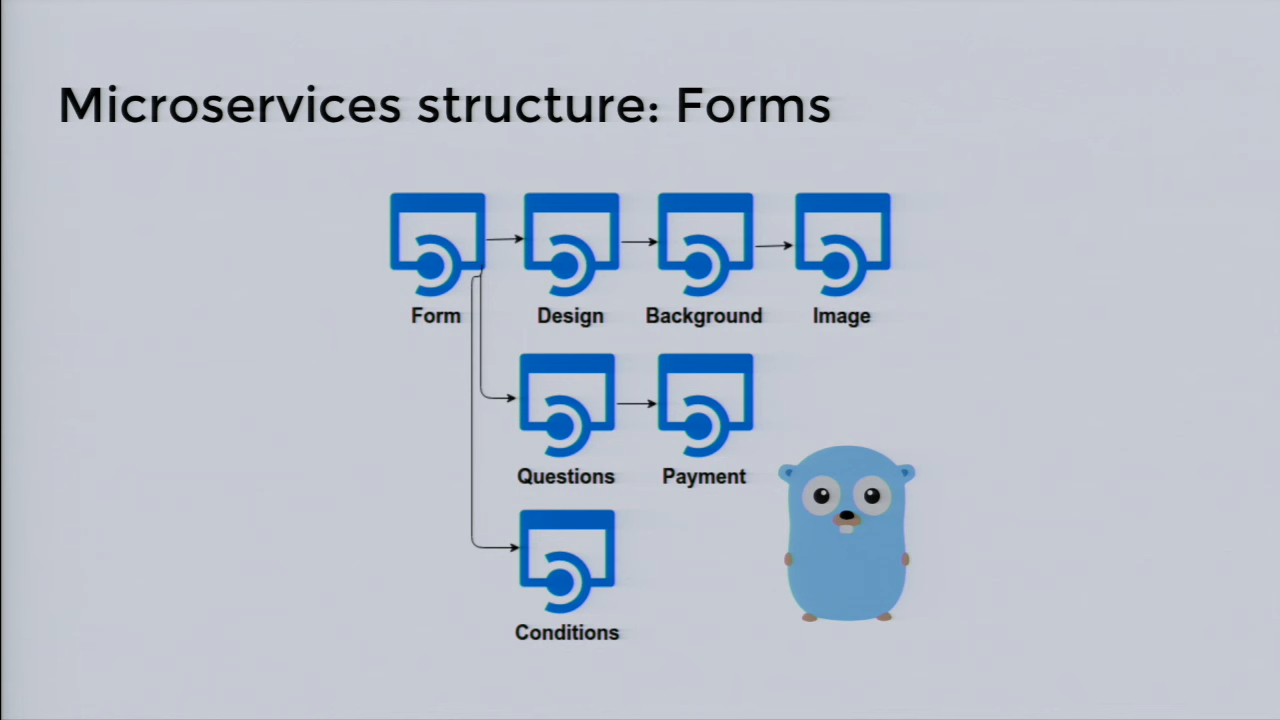 Microservices structure: Forms
Form
Design
Background
Image
Questions
Payment
Conditions